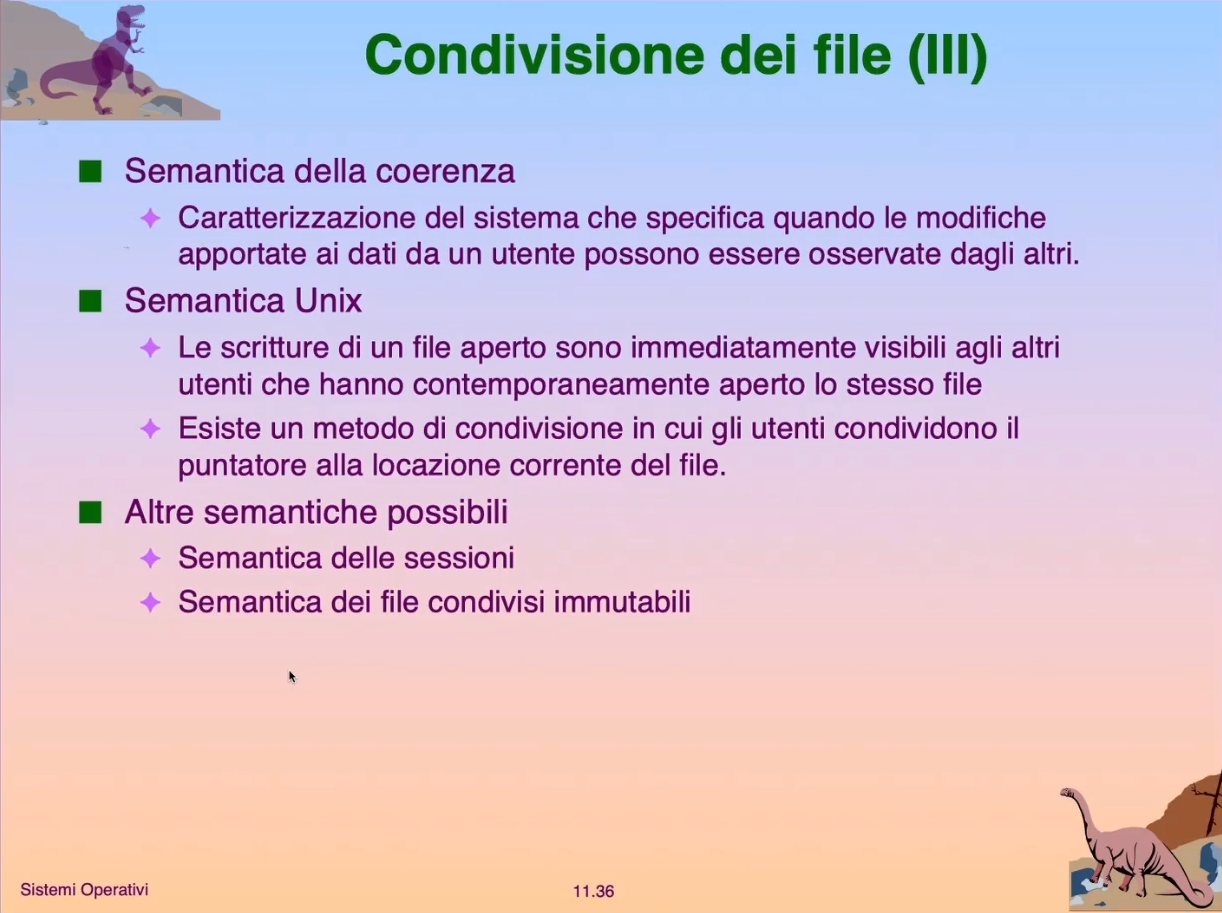 Condivisione dei file (III)
Semantica della coerenza
Caratterizzazione del sistema che specifica quando le modifiche
apportate ai dati da un utente possono essere osservate dagli altri.
Semantica Unix
Le scritture di un file aperto sono immediatamente visibili agli altri
utenti che hanno contemporaneamente aperto lo stesso file
Esiste un metodo di condivisione in cui gli utenti condividono il
puntatore alla locazione corrente del file.
Altre semantiche possibili
Semantica delle sessioni
Semantica dei file condivisi immutabili
Sistemi Operativi
11.36